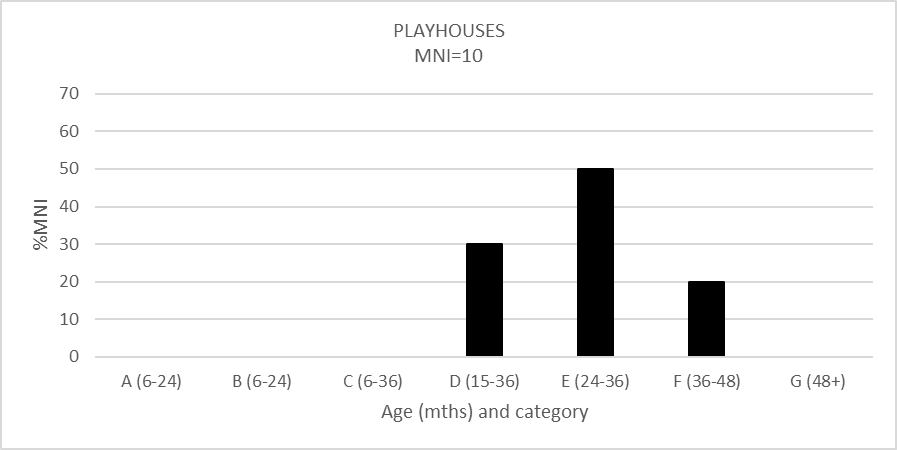 PLAYHOUSES
MNI=10
70
60
50
40
30
20
10
0
%MNI
A (6-24) B (6-24) C (6-36) D (15-36) E (24-36) F (36-48) G (48+)
Age (mths) and category